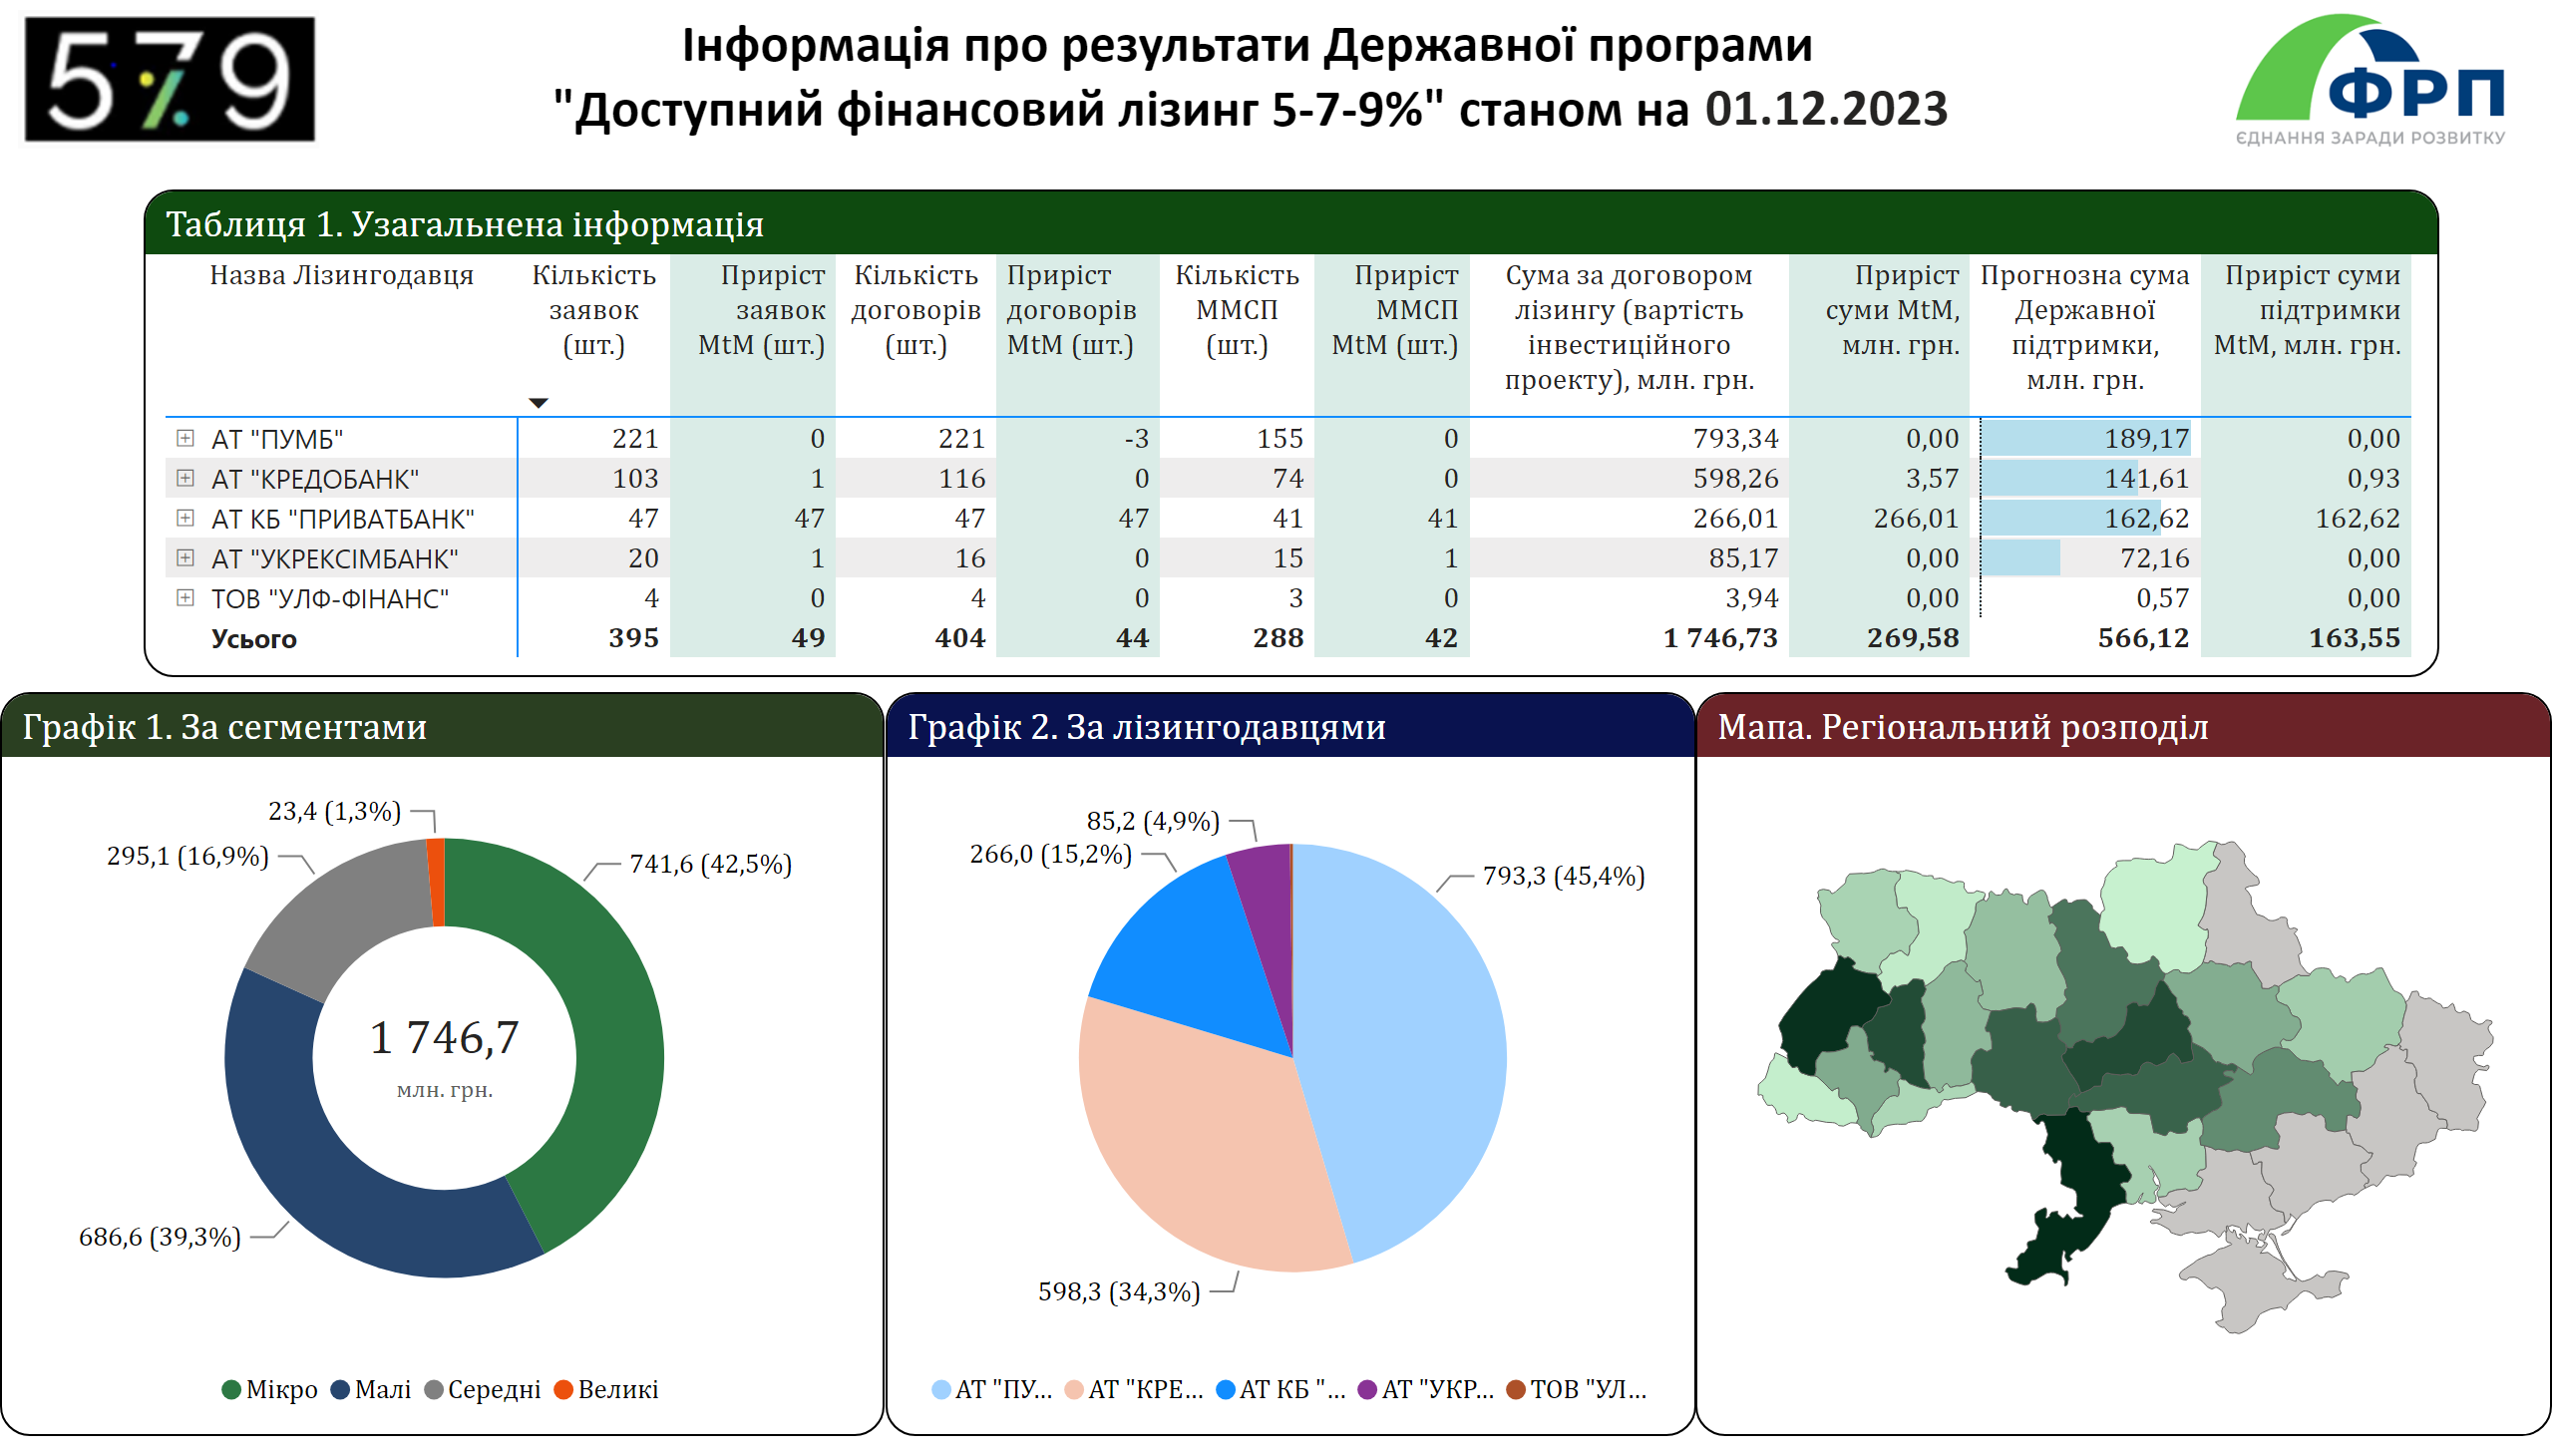 579
Інформація про результати Державної програми
"Доступний фінансовий лізинг 5-7-9%" станом на 01.12.2023
ФРП
ЄДНАННЯ ЗАРАДИ РОЗВИТКУ
Таблиця 1. Узагальнена інформація
Назва Лізингодавця Кількість заявок (шт.) Приріст заявок MtM (шт.) Кількість договорів (шт.) Приріст договорів MtM (шт.) Кількість ММСП (шт.) Приріст ММСП MtM (шт.) Сума за договором лізингу (вартість інвестиційного проекту), млн. грн. Приріст суми MtM, млн. грн. Прогнозна сума Державної підтримки, млн. грн. Приріст суми підтримки MtM, млн. грн.
АТ "ПУМБ" 221 0 221 -3 155 0 793,34 0,00 189,17 0,00
АТ "КРЕДОБАНК" 103 1 116 0 74 0 598,26 3,57 141,61 0,93
АТ КБ "ПРИВАТБАНК" 47 47 47 47 41 41 266,01 266,01 162,62 162,62
АТ "УКРЕКСІМБАНК" 20 1 16 0 15 1 85,17 0,00 72,16 0,00
ТОВ "УЛФ-ФІНАНС" 4 0 4 0 3 0 3,94 0,00 0,57 0,00
Усього 395 49 404 44 288 42 1 746,73 269,58 566,12 163,55
Графік 1. За сегментами
23,4 (1,3%)
295,1 (16,9%)
741,6 (42,5%)
1 746,7
млн. грн.
686,6 (39,3%)
Мікро Малі Середні Великі
Графік 2. За лізингодавцями
85,2 (4,9%)
266,0 (15,2%)
793,3 (45,4%)
598,3 (34,3%)
АТ "ПУ... АТ "КРЕ... АТ КБ "... АТ "УКР... ТОВ "УЛ...
Мапа. Регіональний розподіл